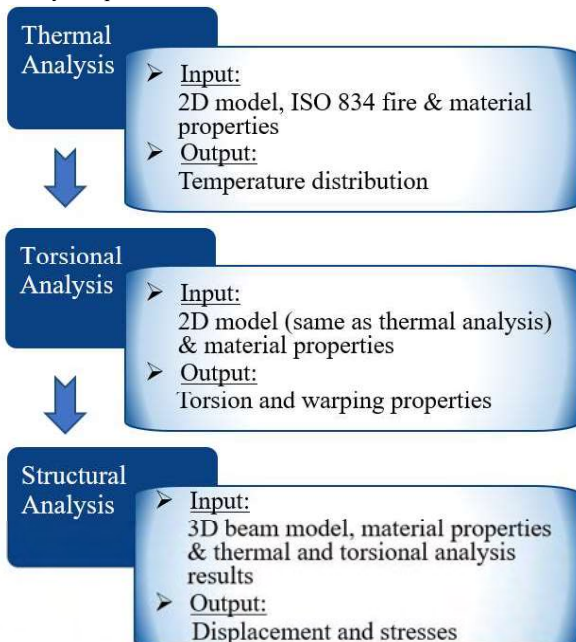 Thermal
Analysis
➢ Input:
2D model, ISO 834 fire & material
properties
➢ Output:
Temperature distribution
Torsional
Analysis
➢ Input:
2D model (same as thermal analysis)
& material properties
➢ Output:
Torsion and warping properties
Structural
Analysis
➢ Input:
3D beam model, material properties
& thermal and torsional analysis
results
➢ Output:
Displacement and stresses